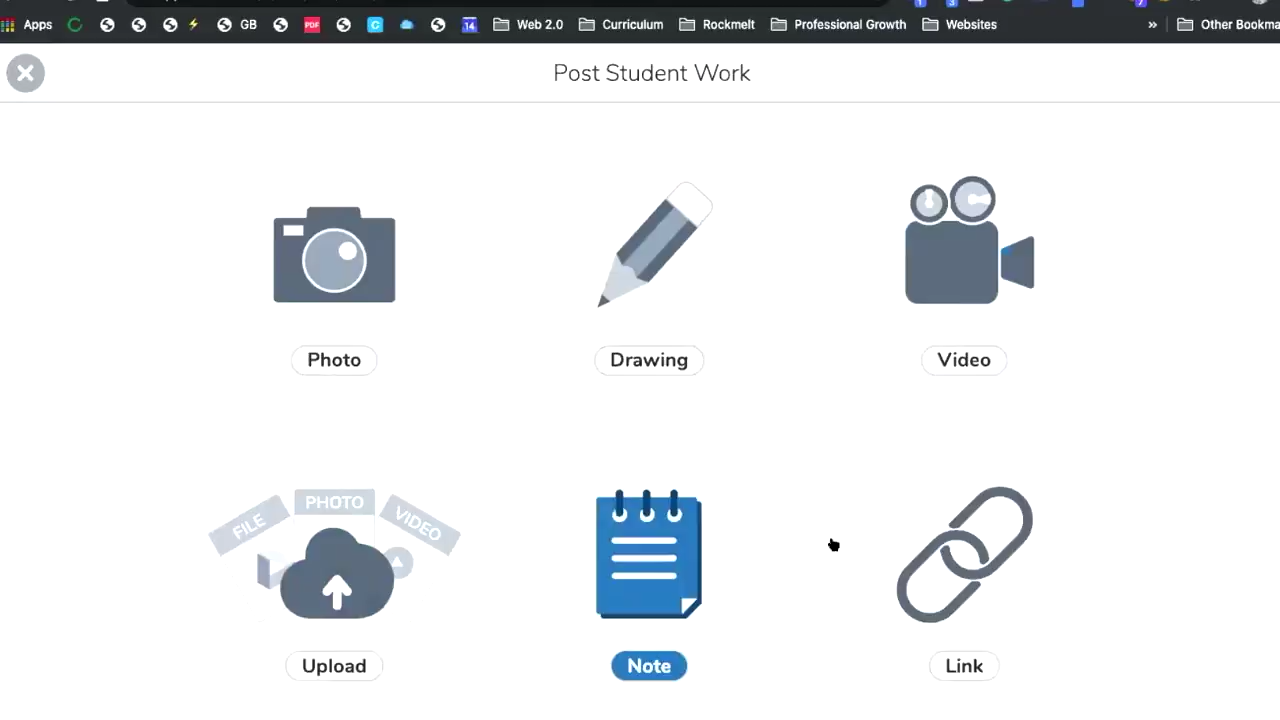 Apps GB PDF C 14 Web 2.0 Curriculum Rockmelt Professional Growth Websites » Other Bookma
Post Student Work
Photo Drawing Video
FILE PHOTO VIDEO
Upload Note Link